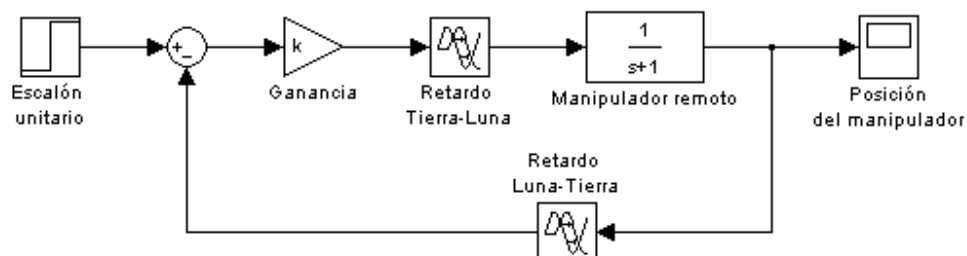 +
−
k
1
s+1
Escalón
unitario
Ganancia
Retardo
Tierra-Luna
Manipulador remoto
Posición
del manipulador
Retardo
Luna-Tierra